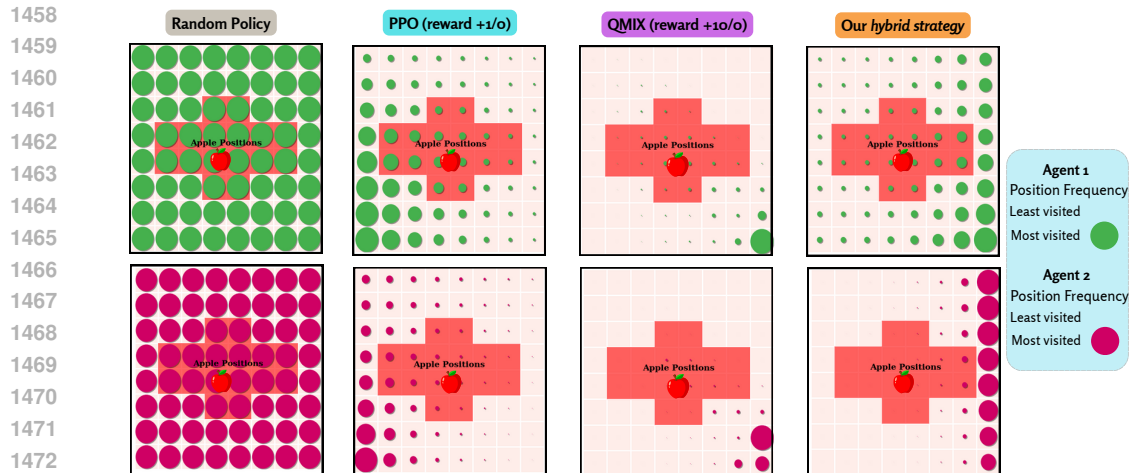 1458
1459
1460
1461
1462
1463
1464
1465
1466
1467
1468
1469
1470
1471
1472
Random Policy
PPO (reward +1/0)
QMIX (reward +10/0)
Our hybrid strategy
Apple Positions
Apple Positions
Apple Positions
Apple Positions
Apple Positions
Apple Positions
Apple Positions
Apple Positions
Agent 1
Position Frequency
Least visited
Most visited
Agent 2
Position Frequency
Least visited
Most visited